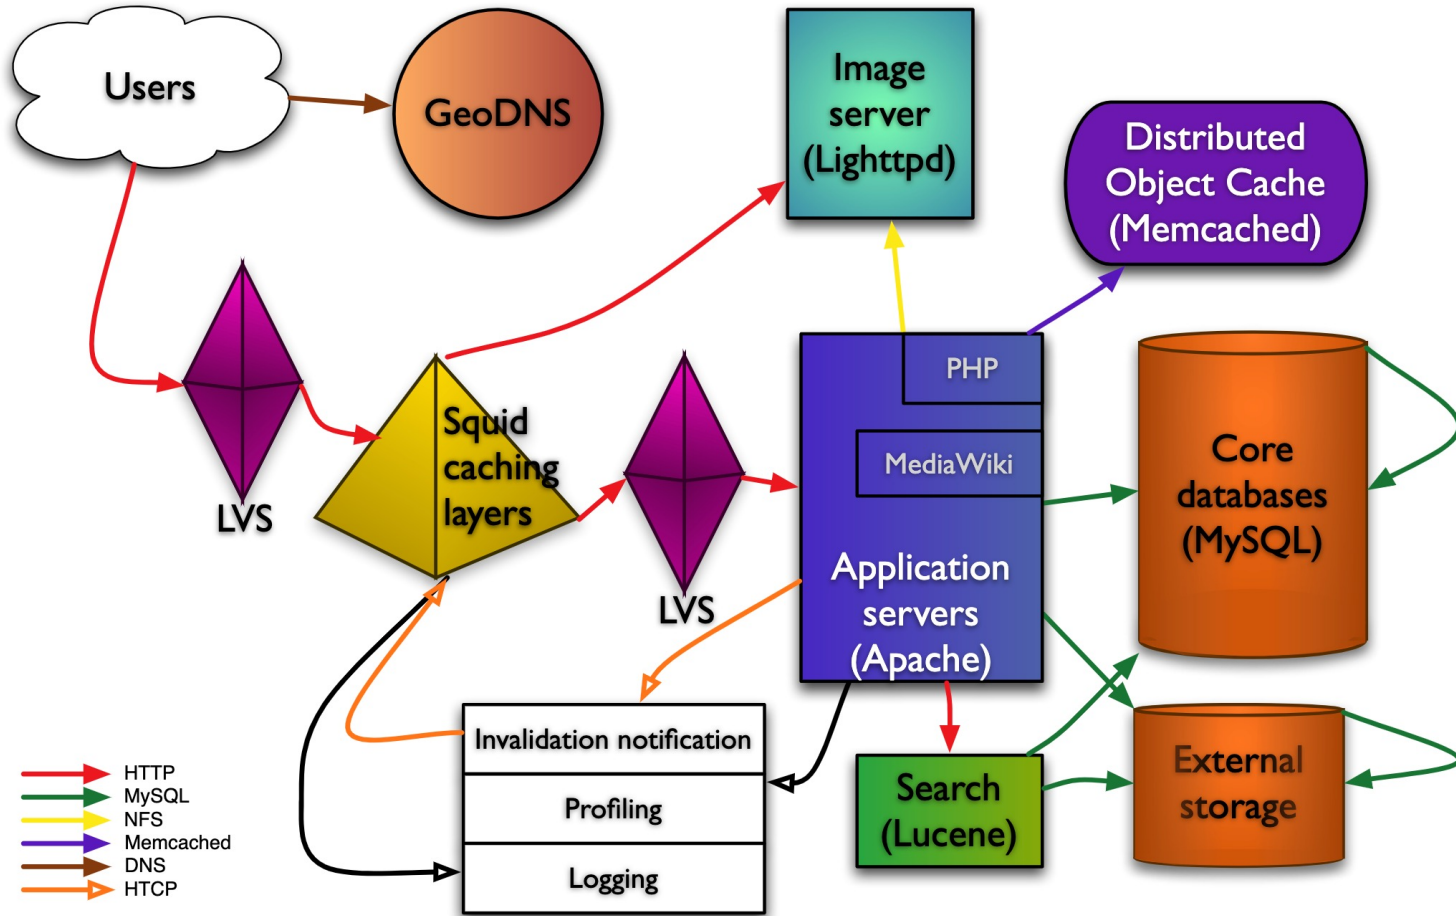 Users
GeoDNS
Image
server
(Lighttpd)
Distributed
Object Cache
(Memcached)
LVS
Squid
caching
layers
LVS
PHP
MediaWiki
Application
servers
(Apache)
Core
databases
(MySQL)
Invalidation notification
Profiling
Logging
Search
(Lucene)
External
storage
HTTP
MySQL
NFS
Memcached
DNS
HTCP